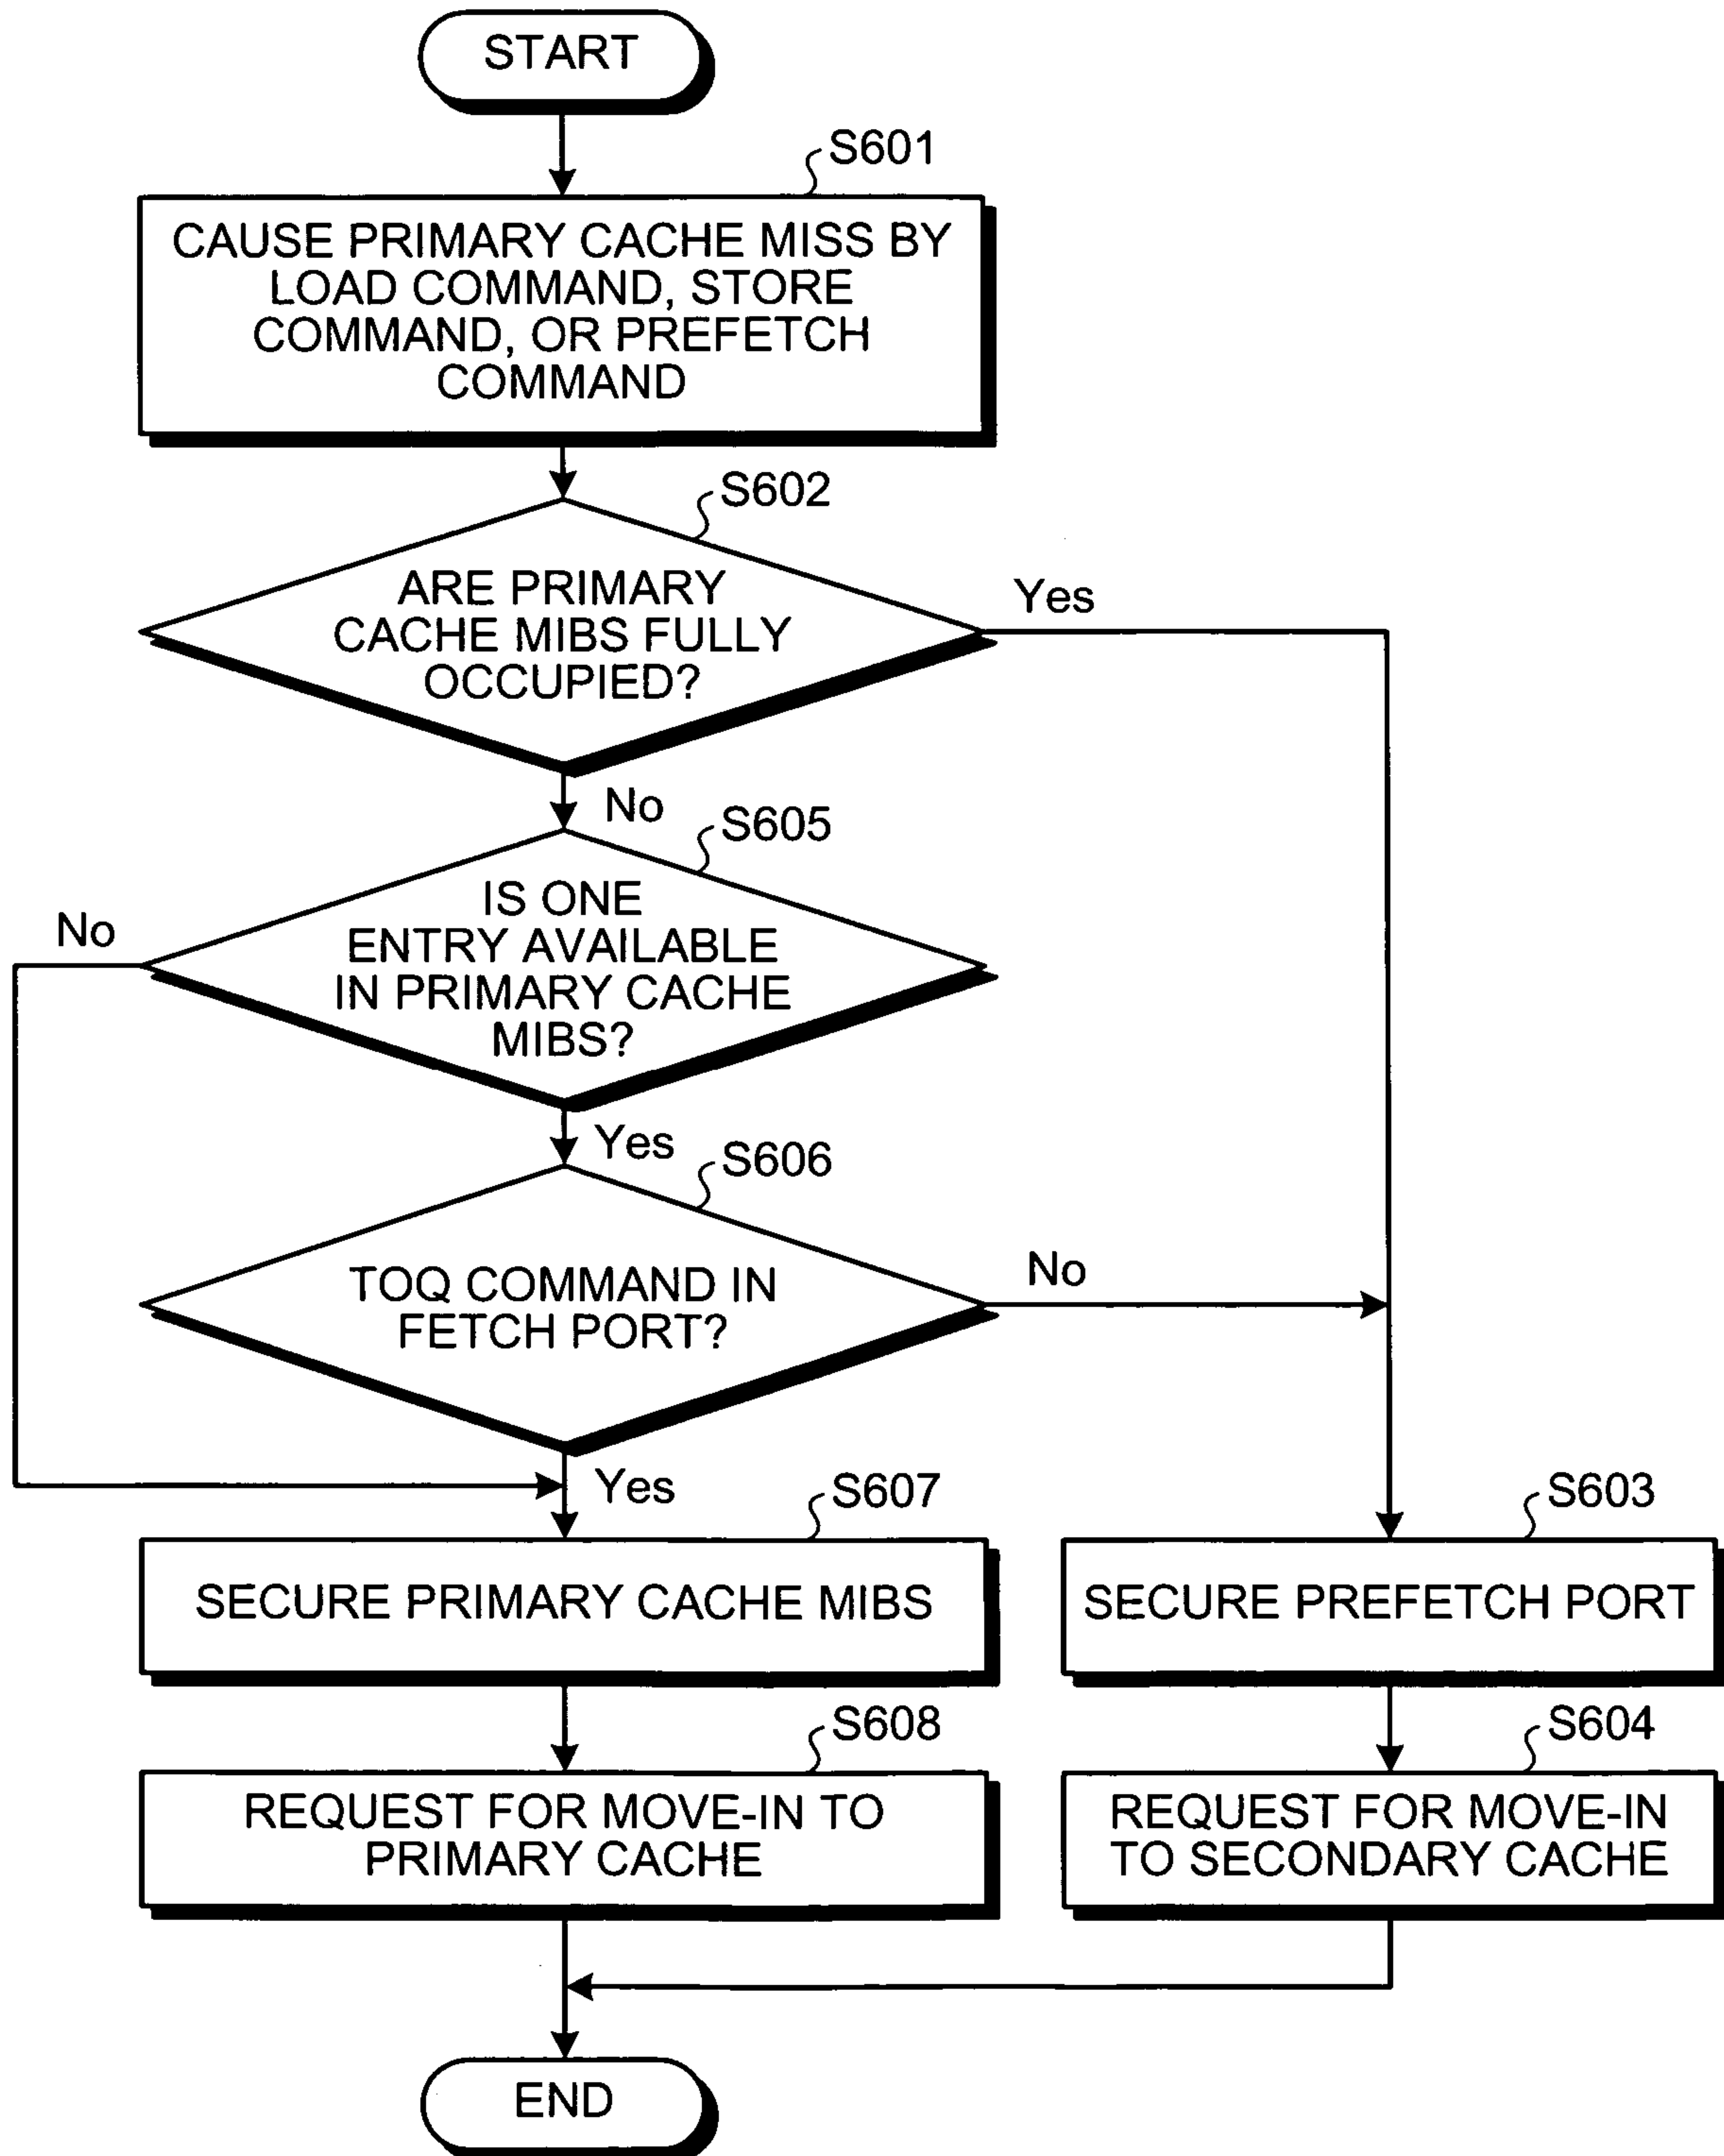 START
S601
CAUSE PRIMARY CACHE MISS BY
LOAD COMMAND, STORE
COMMAND, OR PREFETCH
COMMAND
S602
ARE PRIMARY
CACHE MIBS FULLY
OCCUPIED?
Yes
No
S605
IS ONE
ENTRY AVAILABLE
IN PRIMARY CACHE
MIBS?
No
Yes
S606
TOQ COMMAND IN
FETCH PORT?
No
Yes
S607
SECURE PRIMARY CACHE MIBS
S603
SECURE PREFETCH PORT
S608
REQUEST FOR MOVE-IN TO
PRIMARY CACHE
S604
REQUEST FOR MOVE-IN
TO SECONDARY CACHE
END